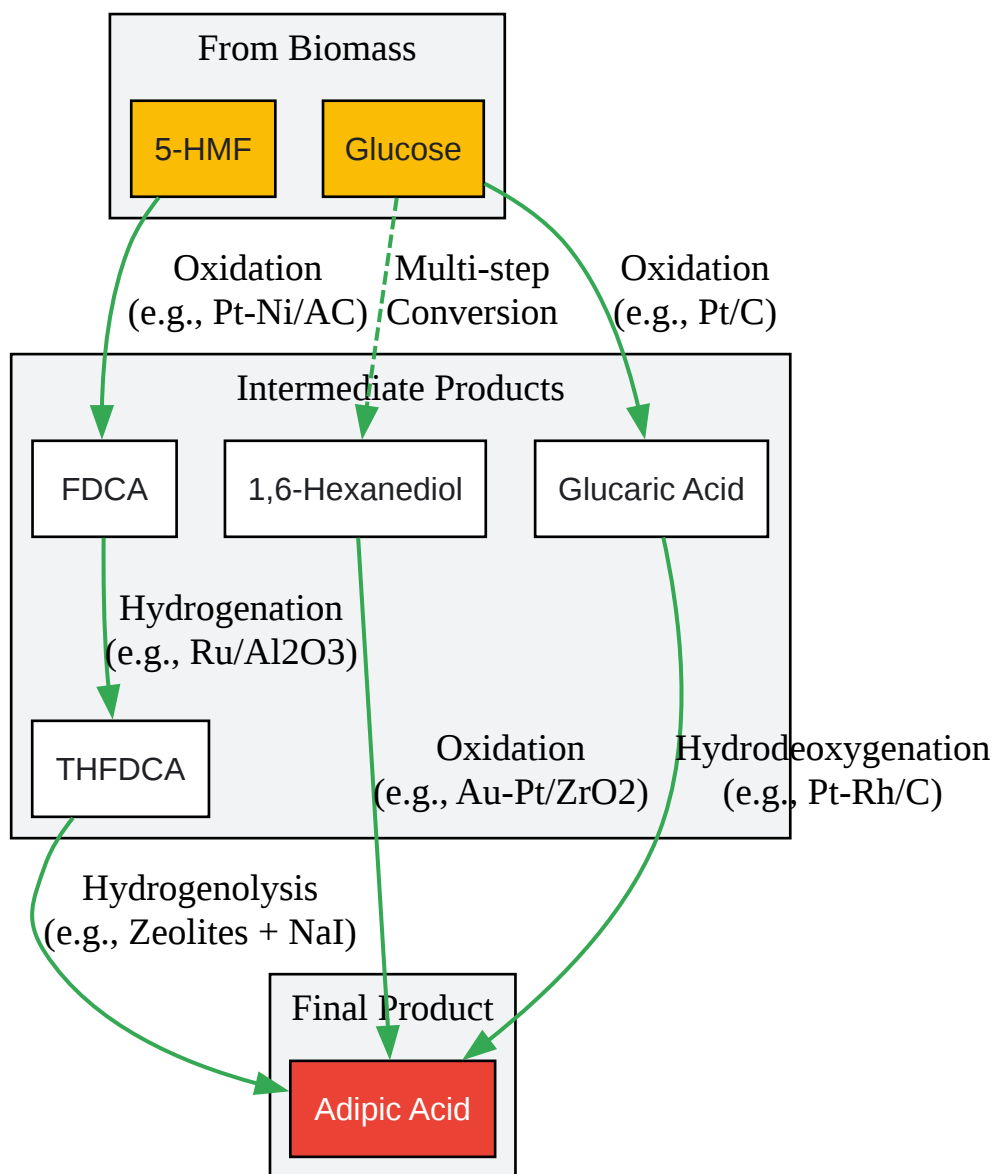 From Biomass
5-HMF
Glucose
Oxidation
(e.g., Pt-Ni/AC)
Multi-step
Conversion
Oxidation
(e.g., Pt/C)
Intermediate Products
FDCA
1,6-Hexanediol
Glucaric Acid
Hydrogenation
(e.g., Ru/Al2O3)
THFDCA
Oxidation
(e.g., Au-Pt/ZrO2)
Hydrodeoxygenation
(e.g., Pt-Rh/C)
Hydrogenolysis
(e.g., Zeolites + NaI)
Final Product
Adipic Acid